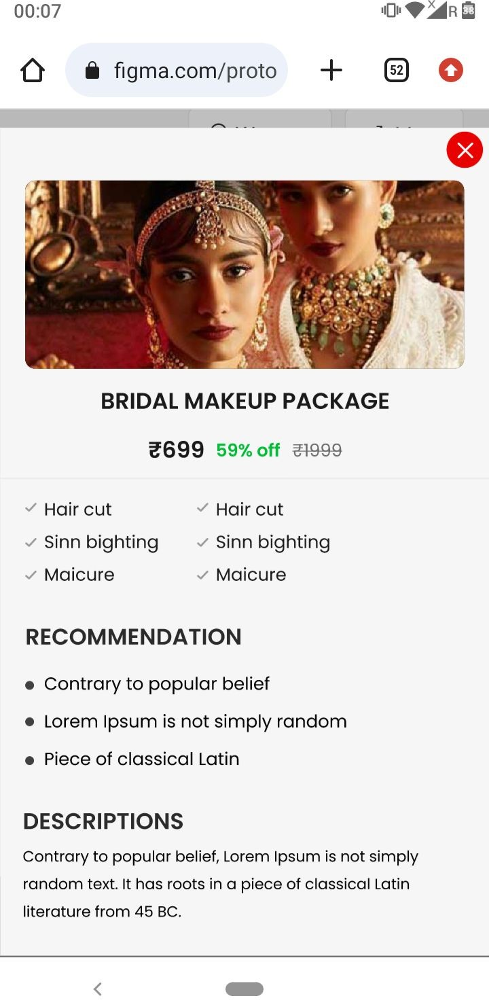 00:07
R
38
figma.com/proto
52
BRIDAL MAKEUP PACKAGE
₹699 59% off ₹1999
Hair cut
Hair cut
Sinn bighting
Sinn bighting
Maicure
Maicure
RECOMMENDATION
Contrary to popular belief
Lorem Ipsum is not simply random
Piece of classical Latin
DESCRIPTIONS
Contrary to popular belief, Lorem Ipsum is not simply
random text. It has roots in a piece of classical Latin
literature from 45 BC.